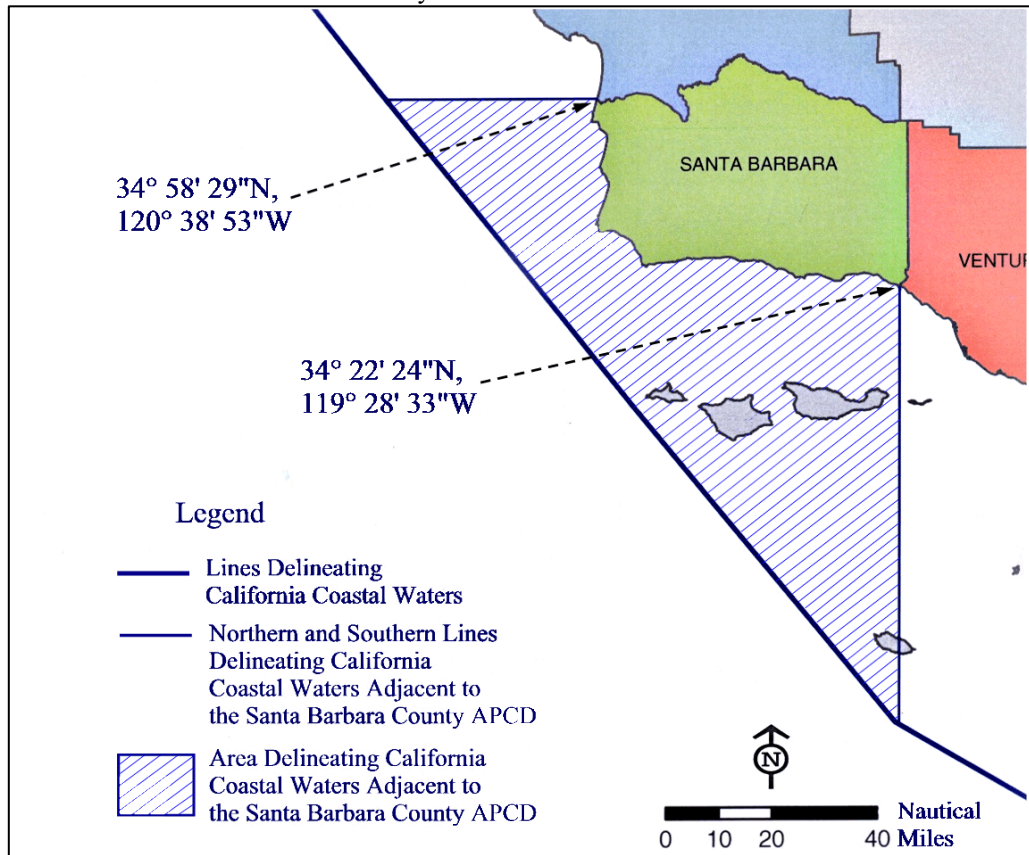 34° 58' 29"N,
120° 38' 53"W
SANTA BARBARA
VENTUR
34° 22' 24"N,
119° 28' 33"W
Legend
Lines Delineating
California Coastal Waters
Northern and Southern Lines
Delineating California
Coastal Waters Adjacent to
the Santa Barbara County APCD
Area Delineating California
Coastal Waters Adjacent to
the Santa Barbara County APCD
N
Nautical
Miles
0 10 20 40